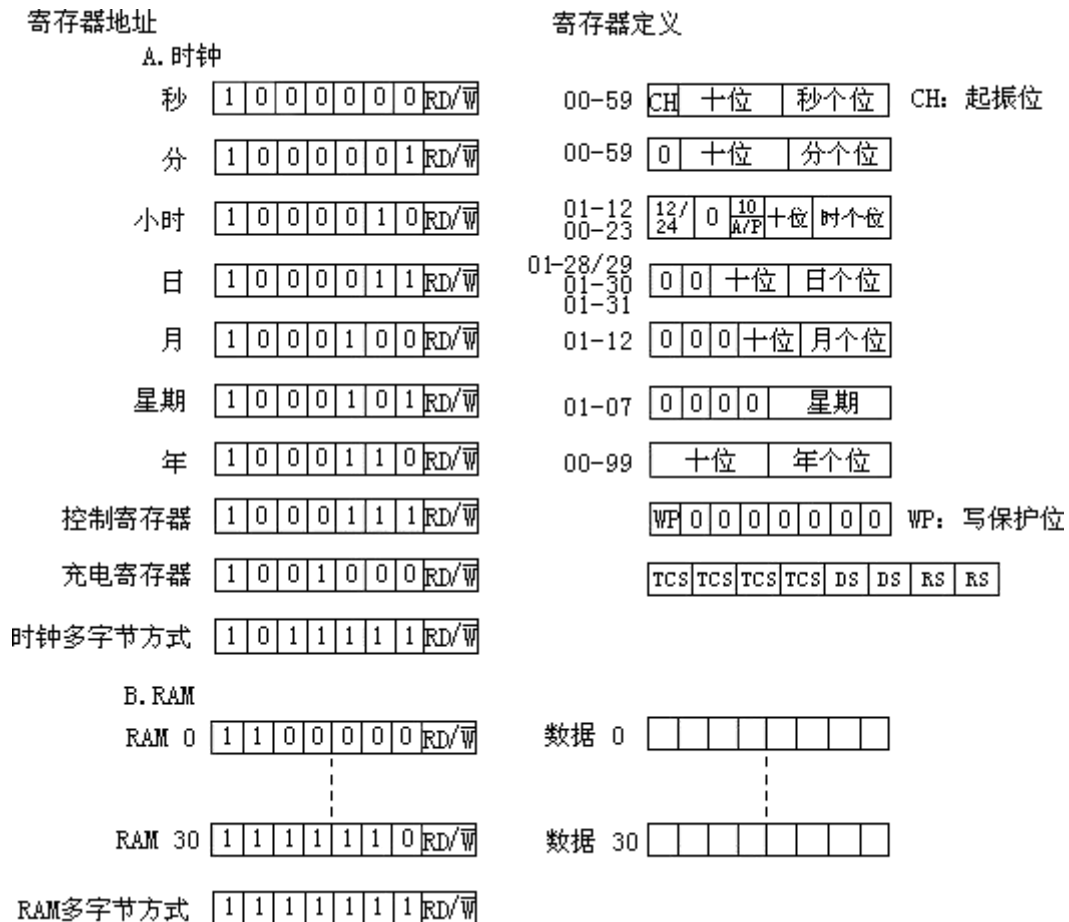 寄存器地址 寄存器定义
A.时钟
秒 1 0 0 0 0 0 0 RD/W̅ 00-59 CH 十位 秒个位 CH: 起振位
分 1 0 0 0 0 0 1 RD/W̅ 00-59 0 十位 分个位
小时 1 0 0 0 0 1 0 RD/W̅ 01-12 00-23 12/24 0 10 A/P 十位 时个位
日 1 0 0 0 0 1 1 RD/W̅ 01-28/29 01-30 01-31 0 0 十位 日个位
月 1 0 0 0 1 0 0 RD/W̅ 01-12 0 0 0 十位 月个位
星期 1 0 0 0 1 0 1 RD/W̅ 01-07 0 0 0 0 星期
年 1 0 0 0 1 1 0 RD/W̅ 00-99 十位 年个位
控制寄存器 1 0 0 0 1 1 1 RD/W̅ WP 0 0 0 0 0 0 0 WP: 写保护位
充电寄存器 1 0 0 1 0 0 0 RD/W̅ TCS TCS TCS TCS DS DS RS RS
时钟多字节方式 1 0 1 1 1 1 1 RD/W̅
B.RAM
RAM 0 1 1 0 0 0 0 0 RD/W̅ 数据 0
RAM 30 1 1 1 1 1 1 0 RD/W̅ 数据 30
RAM多字节方式 1 1 1 1 1 1 1 RD/W̅